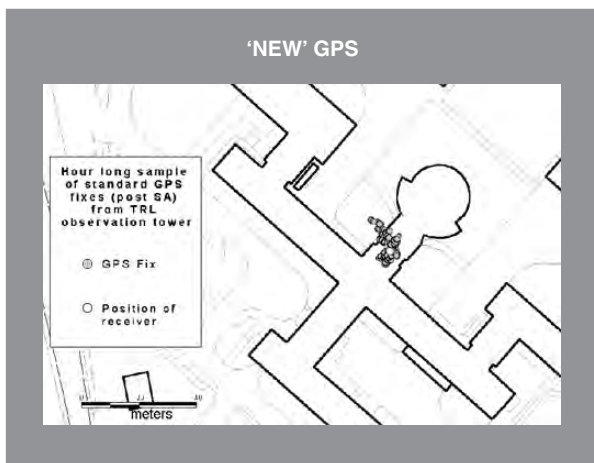 ‘NEW’ GPS
Hour long sample
of standard GPS
fixes (post SA)
from TRL
observation tower
GPS Fix
Position of
receiver
meters